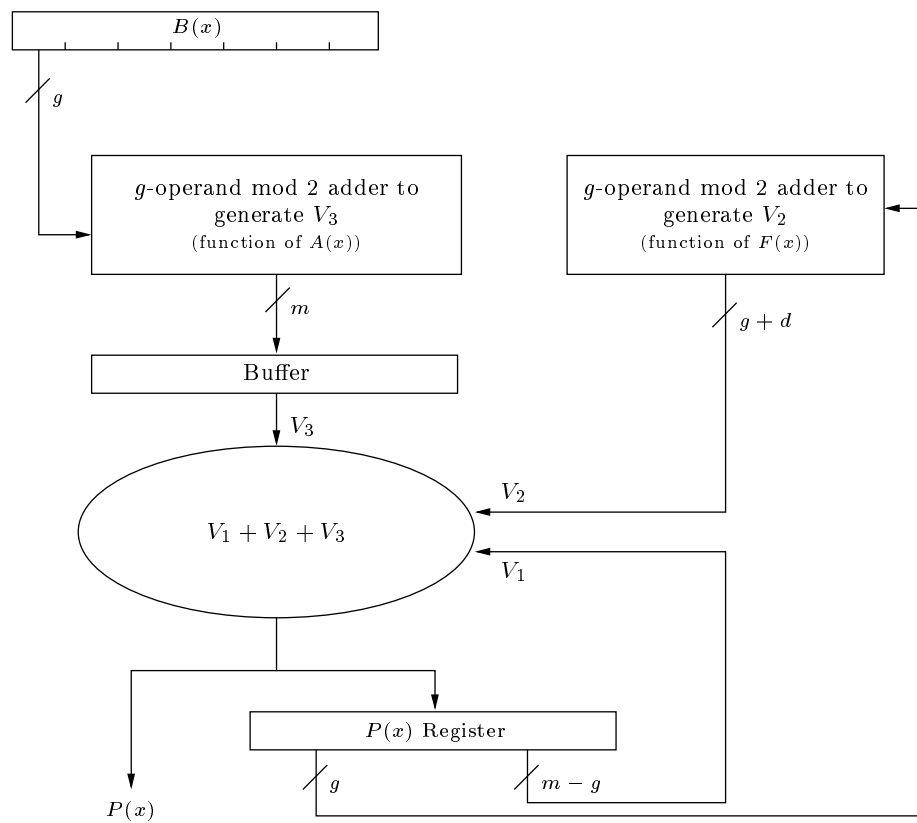 B(x)
g
g-operand mod 2 adder to
generate V₃
(function of A(x))
g-operand mod 2 adder to
generate V₂
(function of F(x))
m
g + d
Buffer
V₃
V₂
V₁ + V₂ + V₃
V₁
P(x) Register
g
m − g
P(x)